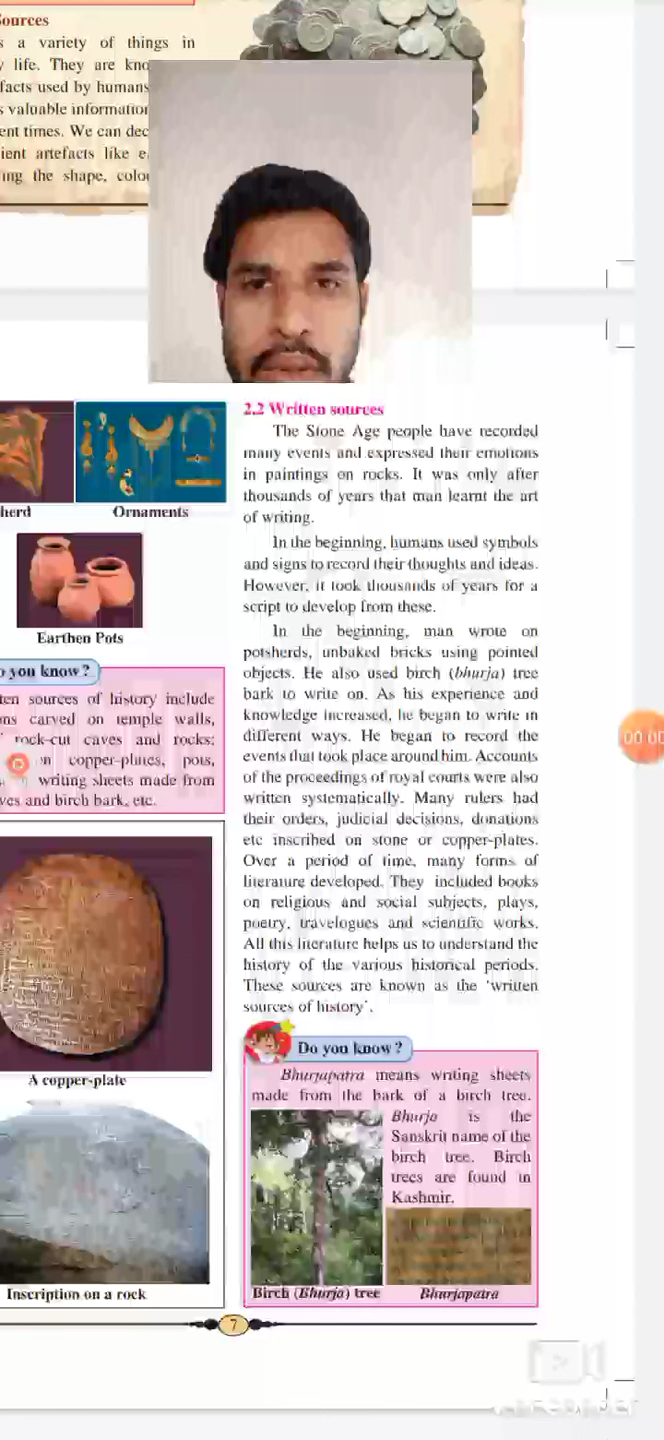 Sources
s a variety of things in
y life. They are kno
facts used by humans
s valuable information
ent times. We can dec
ient artefacts like e
ing the shape, colou
herd
Ornaments
Earthen Pots
o you know?
ten sources of history include
ons carved on temple walls,
rock-cut caves and rocks;
n copper-plates, pots,
writing sheets made from
ves and birch bark, etc.
A copper-plate
Inscription on a rock
2.2 Written sources
The Stone Age people have recorded
many events and expressed their emotions
in paintings on rocks. It was only after
thousands of years that man learnt the art
of writing.
In the beginning, humans used symbols
and signs to record their thoughts and ideas.
However, it took thousands of years for a
script to develop from these.
In the beginning, man wrote on
potsherds, unbaked bricks using pointed
objects. He also used birch (bhurja) tree
bark to write on. As his experience and
knowledge increased, he began to write in
different ways. He began to record the
events that took place around him. Accounts
of the proceedings of royal courts were also
written systematically. Many rulers had
their orders, judicial decisions, donations
etc inscribed on stone or copper-plates.
Over a period of time, many forms of
literature developed. They included books
on religious and social subjects, plays,
poetry, travelogues and scientific works.
All this literature helps us to understand the
history of the various historical periods.
These sources are known as the 'written
sources of history'.
Do you know?
Bhurjapatra means writing sheets
made from the bark of a birch tree.
Bhurja is the
Sanskrit name of the
birch tree. Birch
trees are found in
Kashmir.
Birch (Bhurja) tree
Bhurjapatra
7
00:00